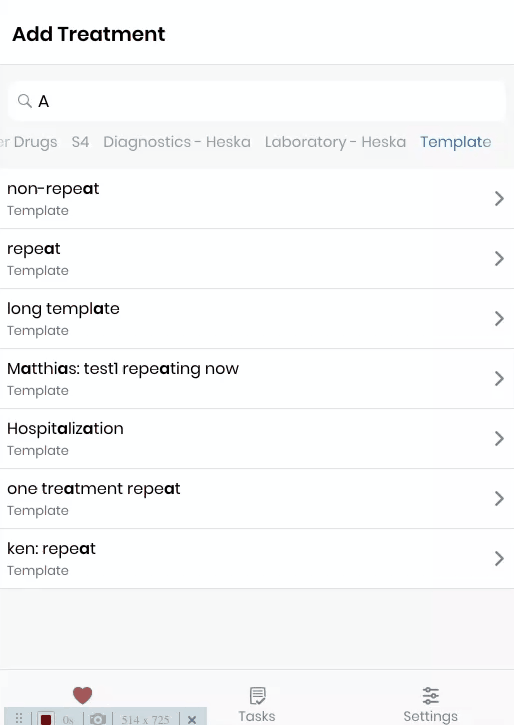 Add Treatment
A
er Drugs S4 Diagnostics - Heska Laboratory - Heska Template
non-repeat
Template
repeat
Template
long template
Template
Matthias: test1 repeating now
Template
Hospitalization
Template
one treatment repeat
Template
ken: repeat
Template
0s 514 x 725
Tasks
Settings